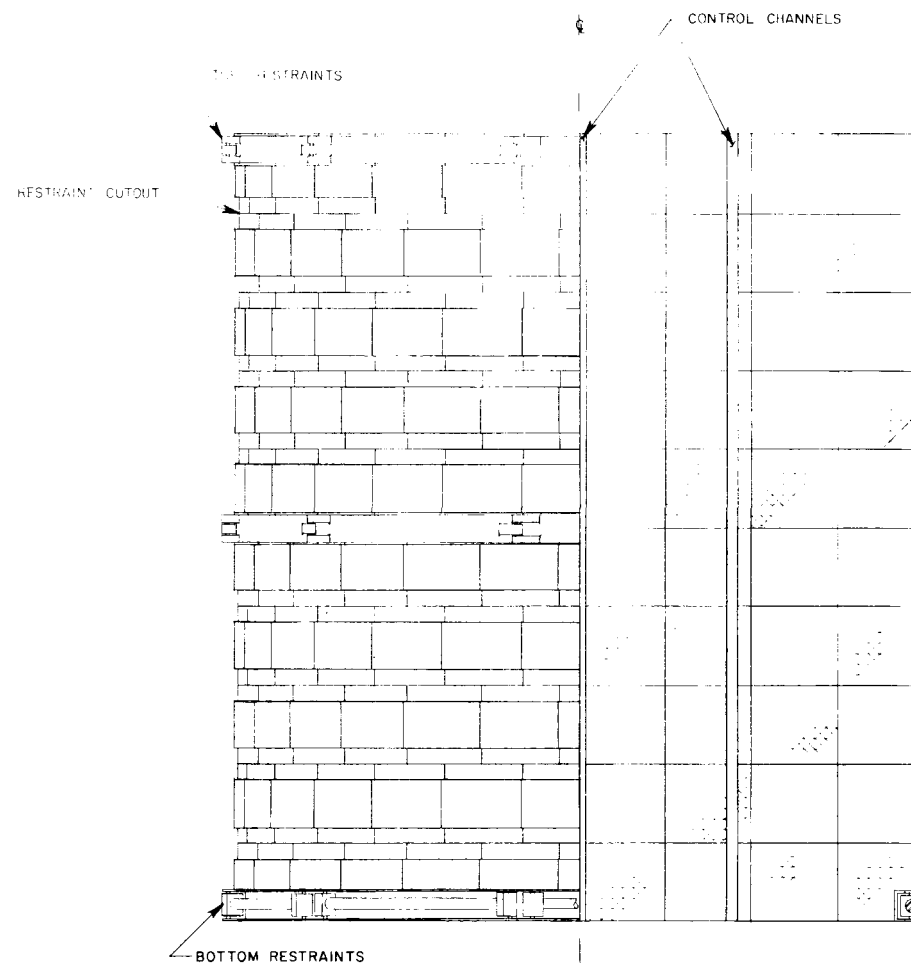 ℄
CONTROL CHANNELS
RESTRAINTS
RESTRAINT CUTOUT
BOTTOM RESTRAINTS